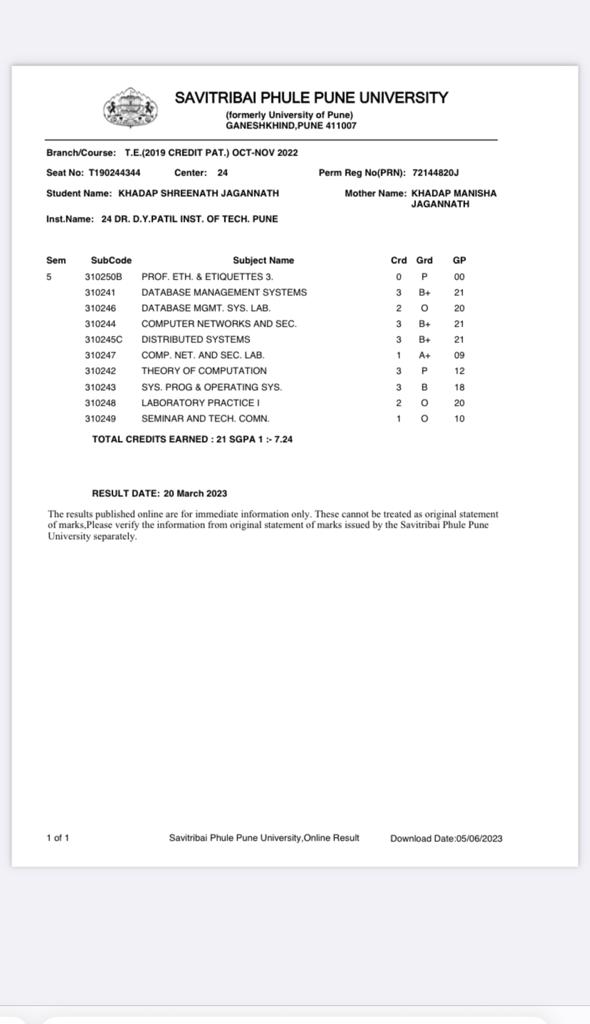 SAVITRIBAI PHULE PUNE UNIVERSITY
(formerly University of Pune)
GANESHKHIND,PUNE 411007
Branch/Course: T.E.(2019 CREDIT PAT.) OCT-NOV 2022
Seat No: T190244344 Center: 24 Perm Reg No(PRN): 72144820J
Student Name: KHADAP SHREENATH JAGANNATH Mother Name: KHADAP MANISHA
JAGANNATH
Inst.Name: 24 DR. D.Y.PATIL INST. OF TECH. PUNE
Sem SubCode Subject Name Crd Grd GP
5 310250B PROF. ETH. & ETIQUETTES 3. 0 P 00
310241 DATABASE MANAGEMENT SYSTEMS 3 B+ 21
310246 DATABASE MGMT. SYS. LAB. 2 O 20
310244 COMPUTER NETWORKS AND SEC. 3 B+ 21
310245C DISTRIBUTED SYSTEMS 3 B+ 21
310247 COMP. NET. AND SEC. LAB. 1 A+ 09
310242 THEORY OF COMPUTATION 3 P 12
310243 SYS. PROG & OPERATING SYS. 3 B 18
310248 LABORATORY PRACTICE I 2 O 20
310249 SEMINAR AND TECH. COMN. 1 O 10
TOTAL CREDITS EARNED : 21 SGPA 1 :- 7.24
RESULT DATE: 20 March 2023
The results published online are for immediate information only. These cannot be treated as original statement
of marks,Please verify the information from original statement of marks issued by the Savitribai Phule Pune
University separately.
1 of 1 Savitribai Phule Pune University,Online Result Download Date:05/06/2023